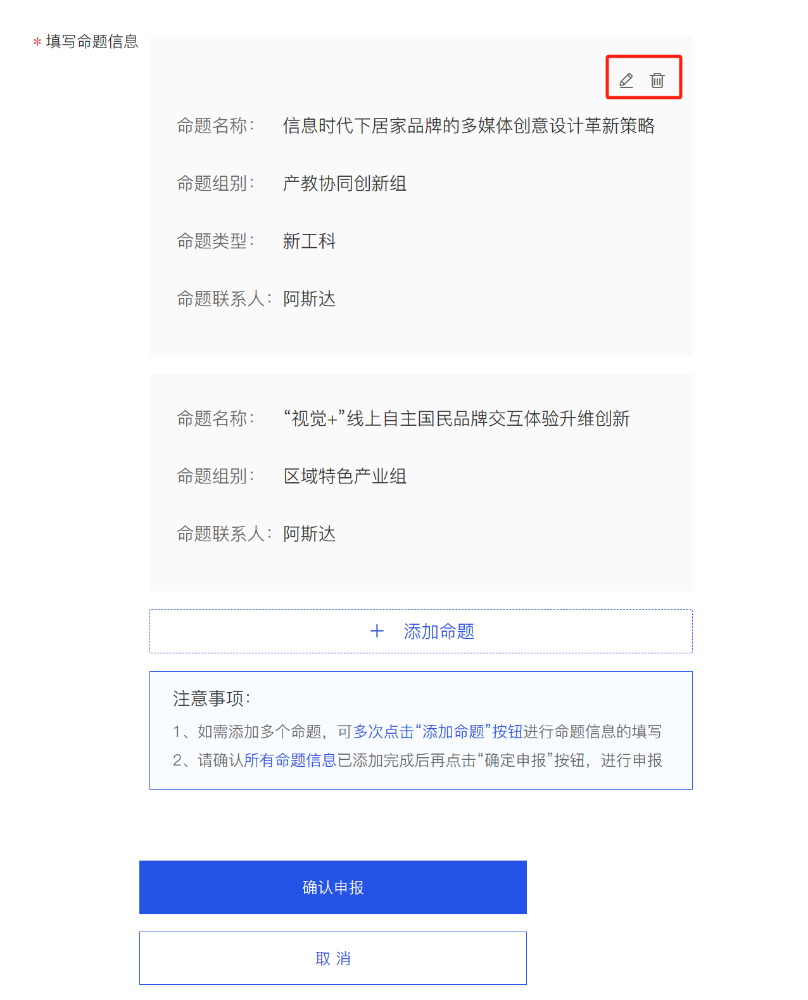 * 填写命题信息
命题名称： 信息时代下居家品牌的多媒体创意设计革新策略
命题组别： 产教协同创新组
命题类型： 新工科
命题联系人： 阿斯达
命题名称： “视觉+”线上自主国民品牌交互体验升维创新
命题组别： 区域特色产业组
命题联系人： 阿斯达
+ 添加命题
注意事项：
1、如需添加多个命题，可多次点击“添加命题”按钮进行命题信息的填写
2、请确认所有命题信息已添加完成后再点击“确定申报”按钮，进行申报
确认申报
取 消